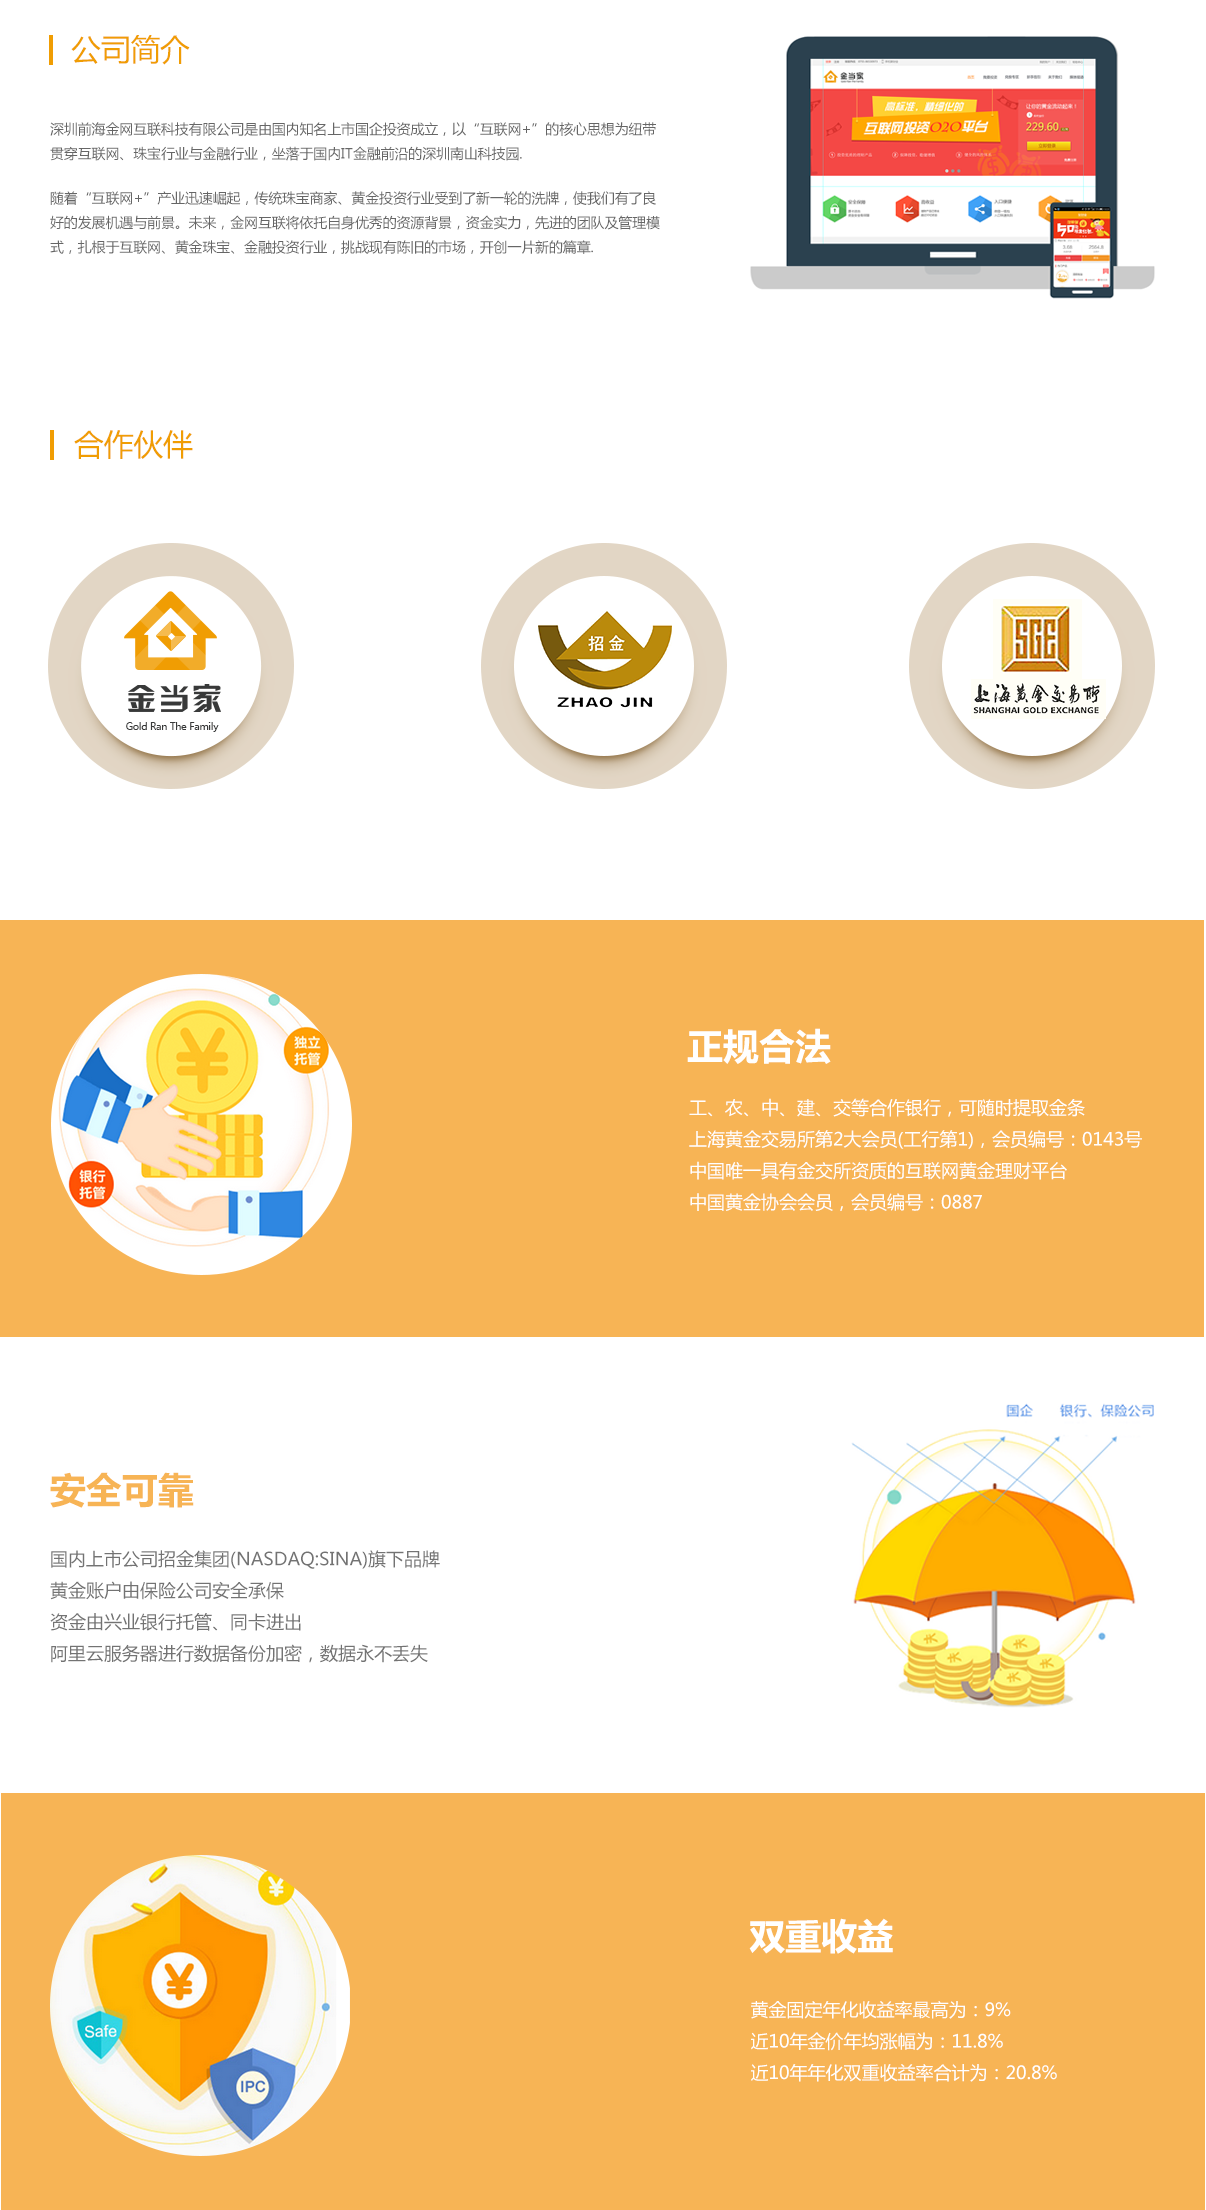 公司简介
深圳前海金网互联科技有限公司是由国内知名上市国企投资成立，以“互联网+”的核心思想为纽带
贯穿互联网、珠宝行业与金融行业，坐落于国内IT金融前沿的深圳南山科技园.
随着“互联网+”产业迅速崛起，传统珠宝商家、黄金投资行业受到了新一轮的洗牌，使我们有了良
好的发展机遇与前景。未来，金网互联将依托自身优秀的资源背景，资金实力，先进的团队及管理模
式，扎根于互联网、黄金珠宝、金融投资行业，挑战现有陈旧的市场，开创一片新的篇章.
金当家
高标准、精细化的
互联网投资O2O平台
让你的黄金流动起来！
229.60
合作伙伴
金当家
Gold Ran The Family
招金
ZHAO JIN
SGE
上海黄金交易所
SHANGHAI GOLD EXCHANGE
独立
托管
银行
托管
正规合法
工、农、中、建、交等合作银行，可随时提取金条
上海黄金交易所第2大会员(工行第1)，会员编号：0143号
中国唯一具有金交所资质的互联网黄金理财平台
中国黄金协会会员，会员编号：0887
国企 银行、保险公司
安全可靠
国内上市公司招金集团(NASDAQ:SINA)旗下品牌
黄金账户由保险公司安全承保
资金由兴业银行托管、同卡进出
阿里云服务器进行数据备份加密，数据永不丢失
¥
¥
Safe
IPC
双重收益
黄金固定年化收益率最高为：9%
近10年金价年均涨幅为：11.8%
近10年年化双重收益率合计为：20.8%